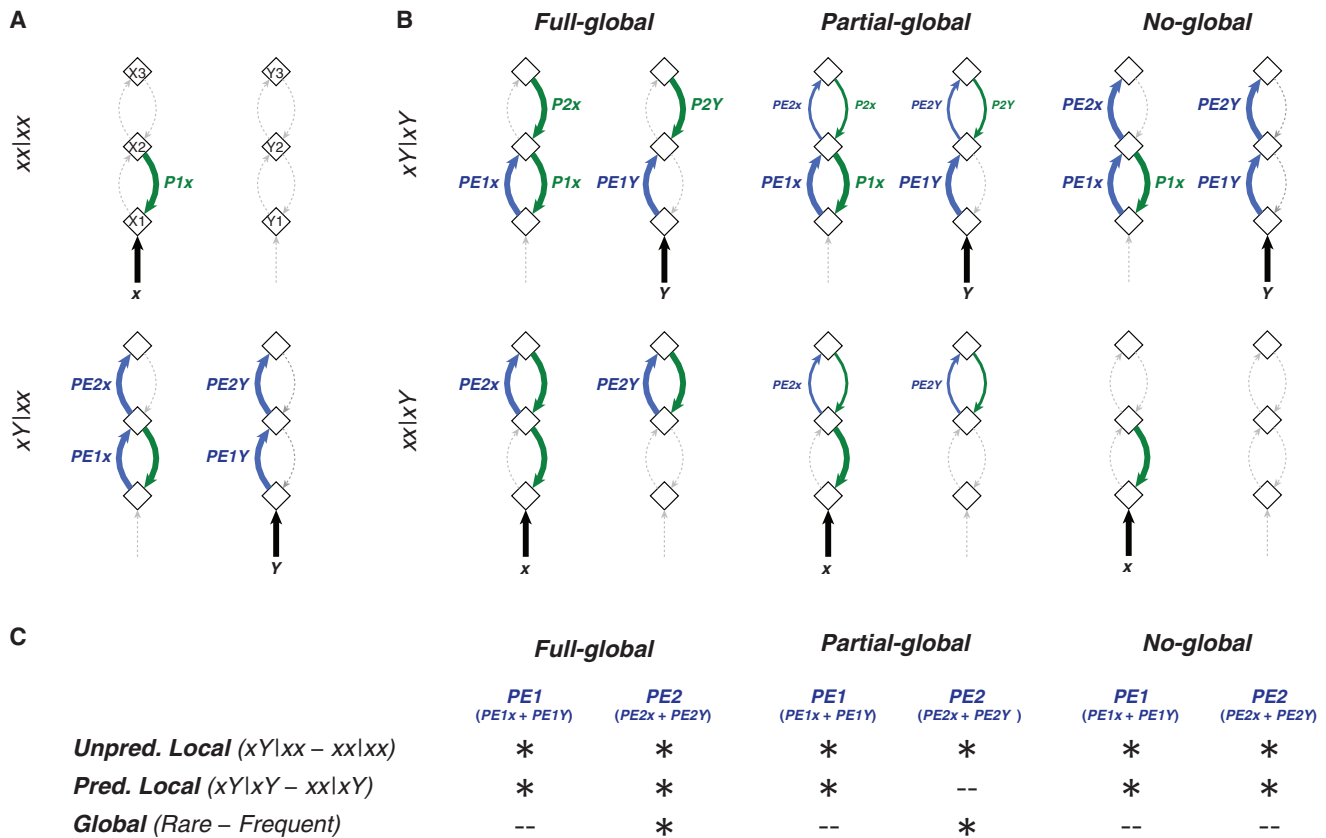 A
B
Full-global
Partial-global
No-global
xx|xx
X3
Y3
X2
Y2
P1x
X1
Y1
x
xY|xY
P2x
P2Y
PE1x
P1x
PE1Y
Y
PE2x
P2x
PE2Y
P2Y
PE1x
P1x
PE1Y
Y
PE2x
PE2Y
PE1x
P1x
PE1Y
Y
xY|xx
PE2x
PE2Y
PE1x
PE1Y
Y
xx|xY
PE2x
PE2Y
x
PE2x
PE2Y
x
x
C
Full-global
Partial-global
No-global
PE1 PE2 PE1 PE2 PE1 PE2
(PE1x + PE1Y) (PE2x + PE2Y) (PE1x + PE1Y) (PE2x + PE2Y ) (PE1x + PE1Y) (PE2x + PE2Y)
Unpred. Local (xY|xx – xx|xx) * * * * * *
Pred. Local (xY|xY – xx|xY) * * * -- * *
Global (Rare – Frequent) -- * -- * -- --